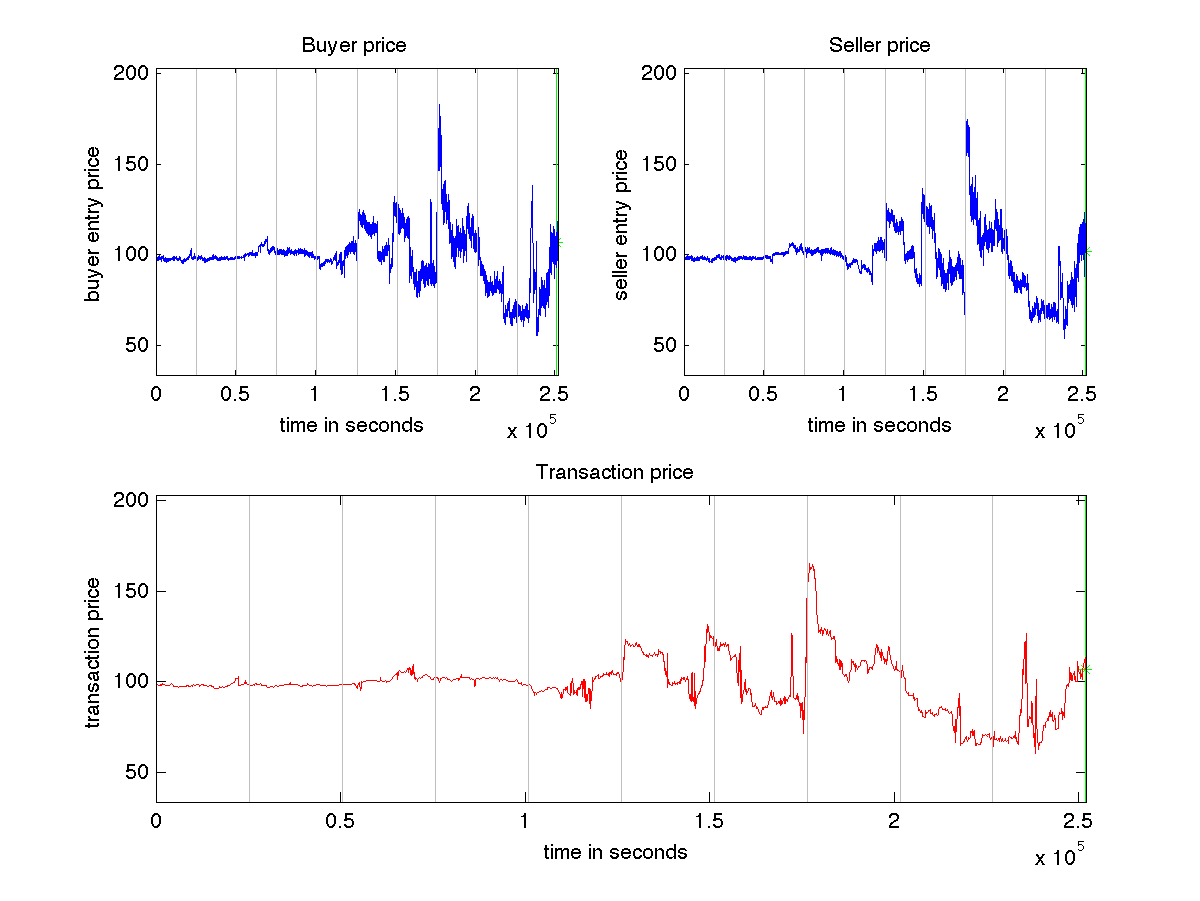 Buyer price
200
150
100
50
buyer entry price
0 0.5 1 1.5 2 2.5
time in seconds
x 10^5
Seller price
200
150
100
50
seller entry price
0 0.5 1 1.5 2 2.5
time in seconds
x 10^5
Transaction price
200
150
100
50
transaction price
0 0.5 1 1.5 2 2.5
time in seconds
x 10^5